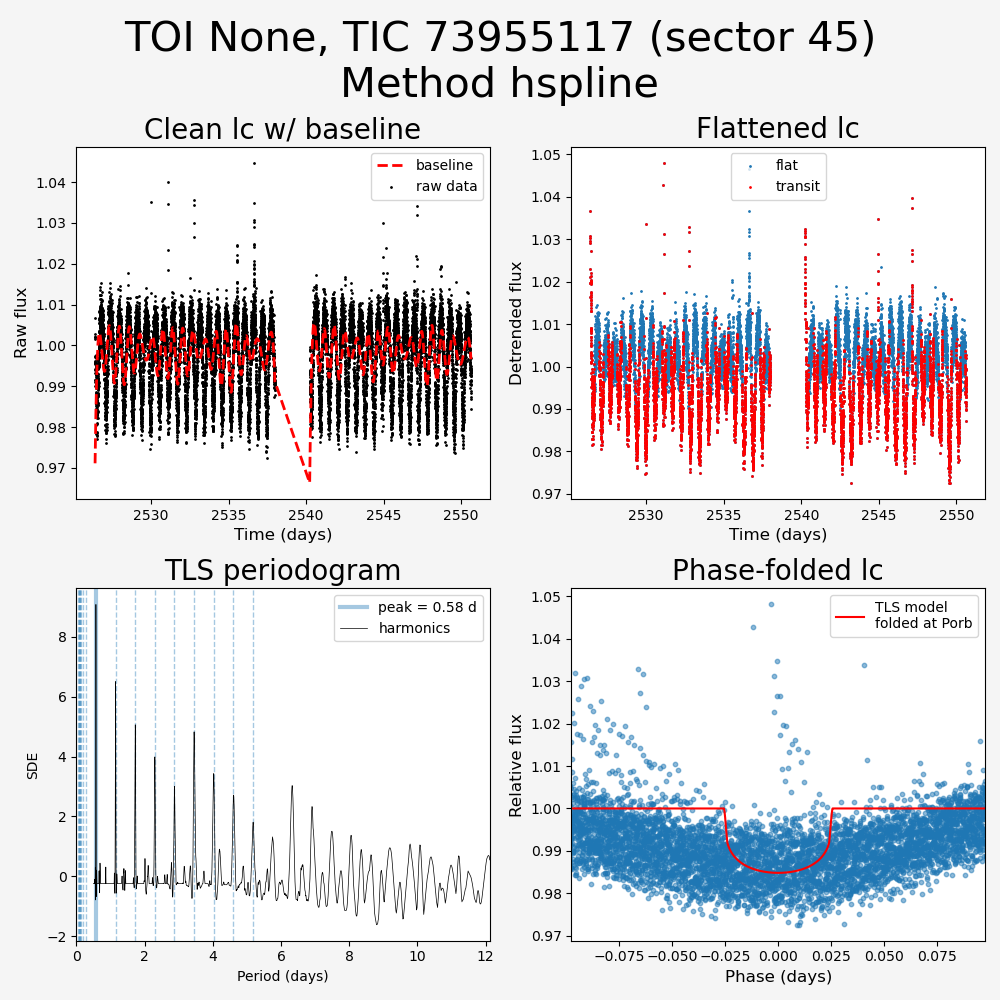 TOI None, TIC 73955117 (sector 45)
Method hspline
Clean lc w/ baseline
baseline
raw data
1.04
1.03
1.02
1.01
1.00
0.99
0.98
0.97
Raw flux
2530 2535 2540 2545 2550
Time (days)
Flattened lc
flat
transit
1.05
1.04
1.03
1.02
1.01
1.00
0.99
0.98
0.97
Detrended flux
2530 2535 2540 2545 2550
Time (days)
TLS periodogram
peak = 0.58 d
harmonics
8
6
4
2
0
−2
SDE
0 2 4 6 8 10 12
Period (days)
Phase-folded lc
TLS model
folded at Porb
1.05
1.04
1.03
1.02
1.01
1.00
0.99
0.98
0.97
Relative flux
−0.075 −0.050 −0.025 0.000 0.025 0.050 0.075
Phase (days)